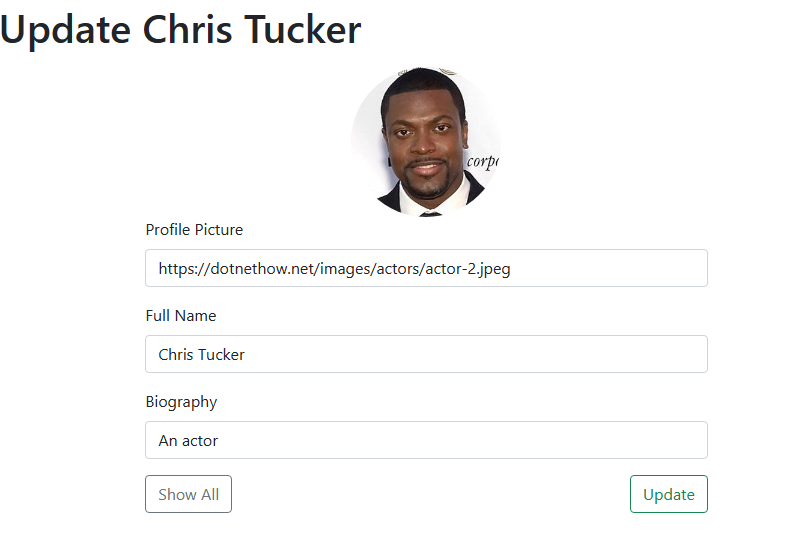 Update Chris Tucker
corp
Profile Picture
https://dotnethow.net/images/actors/actor-2.jpeg
Full Name
Chris Tucker
Biography
An actor
Show All
Update